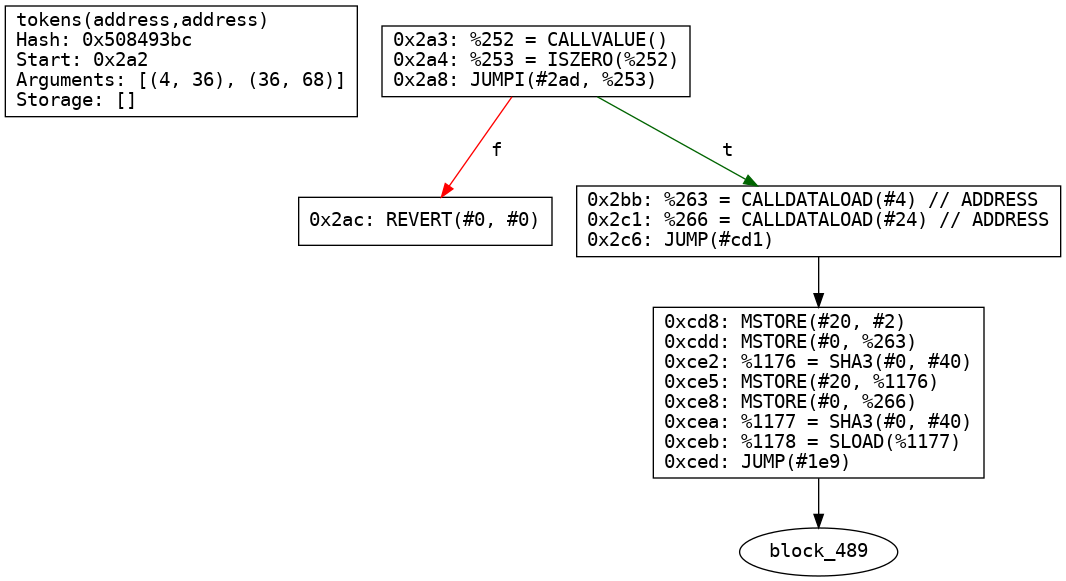 tokens(address,address)
Hash: 0x508493bc
Start: 0x2a2
Arguments: [(4, 36), (36, 68)]
Storage: []
0x2a3: %252 = CALLVALUE()
0x2a4: %253 = ISZERO(%252)
0x2a8: JUMPI(#2ad, %253)
f
t
0x2ac: REVERT(#0, #0)
0x2bb: %263 = CALLDATALOAD(#4) // ADDRESS
0x2c1: %266 = CALLDATALOAD(#24) // ADDRESS
0x2c6: JUMP(#cd1)
0xcd8: MSTORE(#20, #2)
0xcdd: MSTORE(#0, %263)
0xce2: %1176 = SHA3(#0, #40)
0xce5: MSTORE(#20, %1176)
0xce8: MSTORE(#0, %266)
0xcea: %1177 = SHA3(#0, #40)
0xceb: %1178 = SLOAD(%1177)
0xced: JUMP(#1e9)
block_489